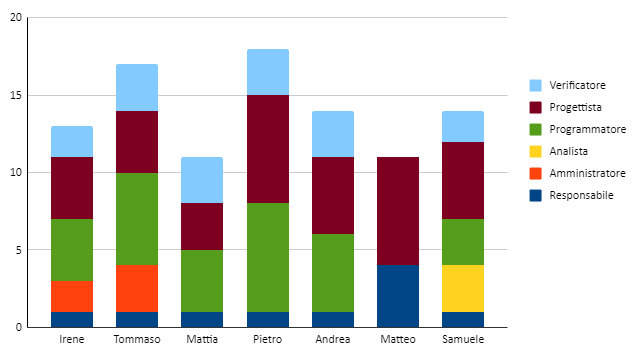 20
15
10
5
0
Irene
Tommaso
Mattia
Pietro
Andrea
Matteo
Samuele
Verificatore
Progettista
Programmatore
Analista
Amministratore
Responsabile